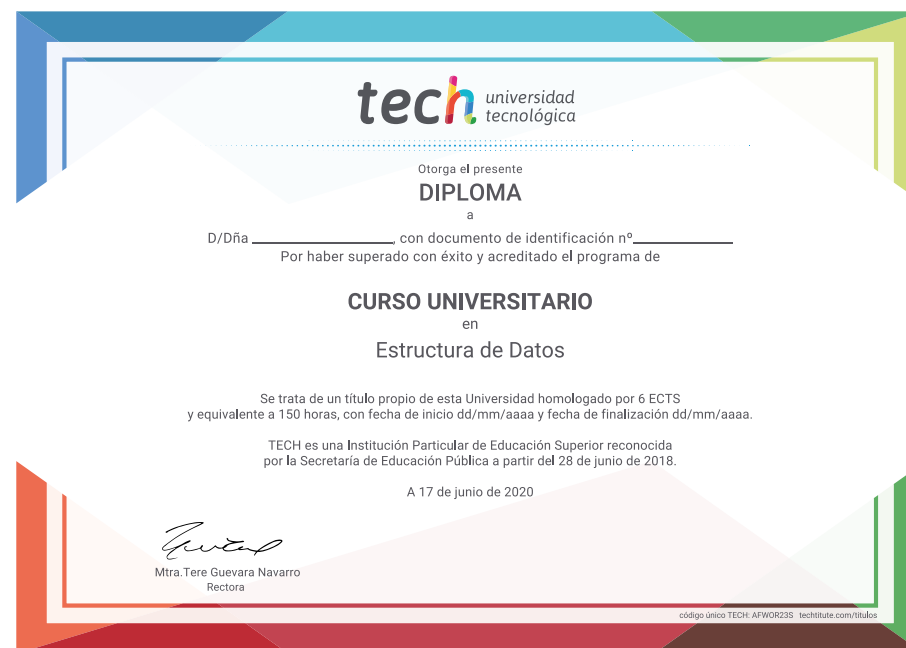 tech universidad
tecnológica
Otorga el presente
DIPLOMA
a
D/Dña ____________________, con documento de identificación nº______________
Por haber superado con éxito y acreditado el programa de
CURSO UNIVERSITARIO
en
Estructura de Datos
Se trata de un título propio de esta Universidad homologado por 6 ECTS
y equivalente a 150 horas, con fecha de inicio dd/mm/aaaa y fecha de finalización dd/mm/aaaa.
TECH es una Institución Particular de Educación Superior reconocida
por la Secretaría de Educación Pública a partir del 28 de junio de 2018.
A 17 de junio de 2020
Mtra.Tere Guevara Navarro
Rectora
código único TECH: AFWOR23S techtitute.com/titulos